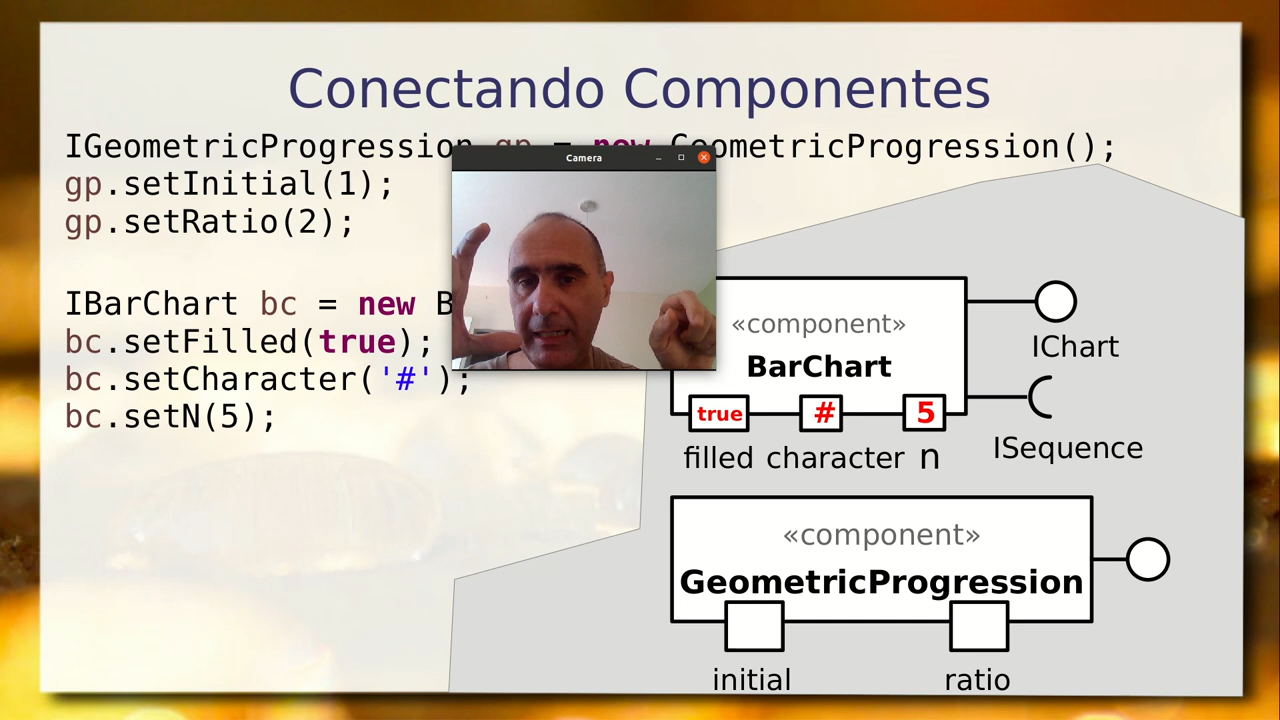 Conectando Componentes
IGeometricProgression gp = new GeometricProgression();
gp.setInitial(1);
gp.setRatio(2);
Camera
IBarChart bc = new B
bc.setFilled(true);
bc.setCharacter('#');
bc.setN(5);
«component»
BarChart
true # 5
filled character n
IChart
ISequence
«component»
GeometricProgression
initial ratio